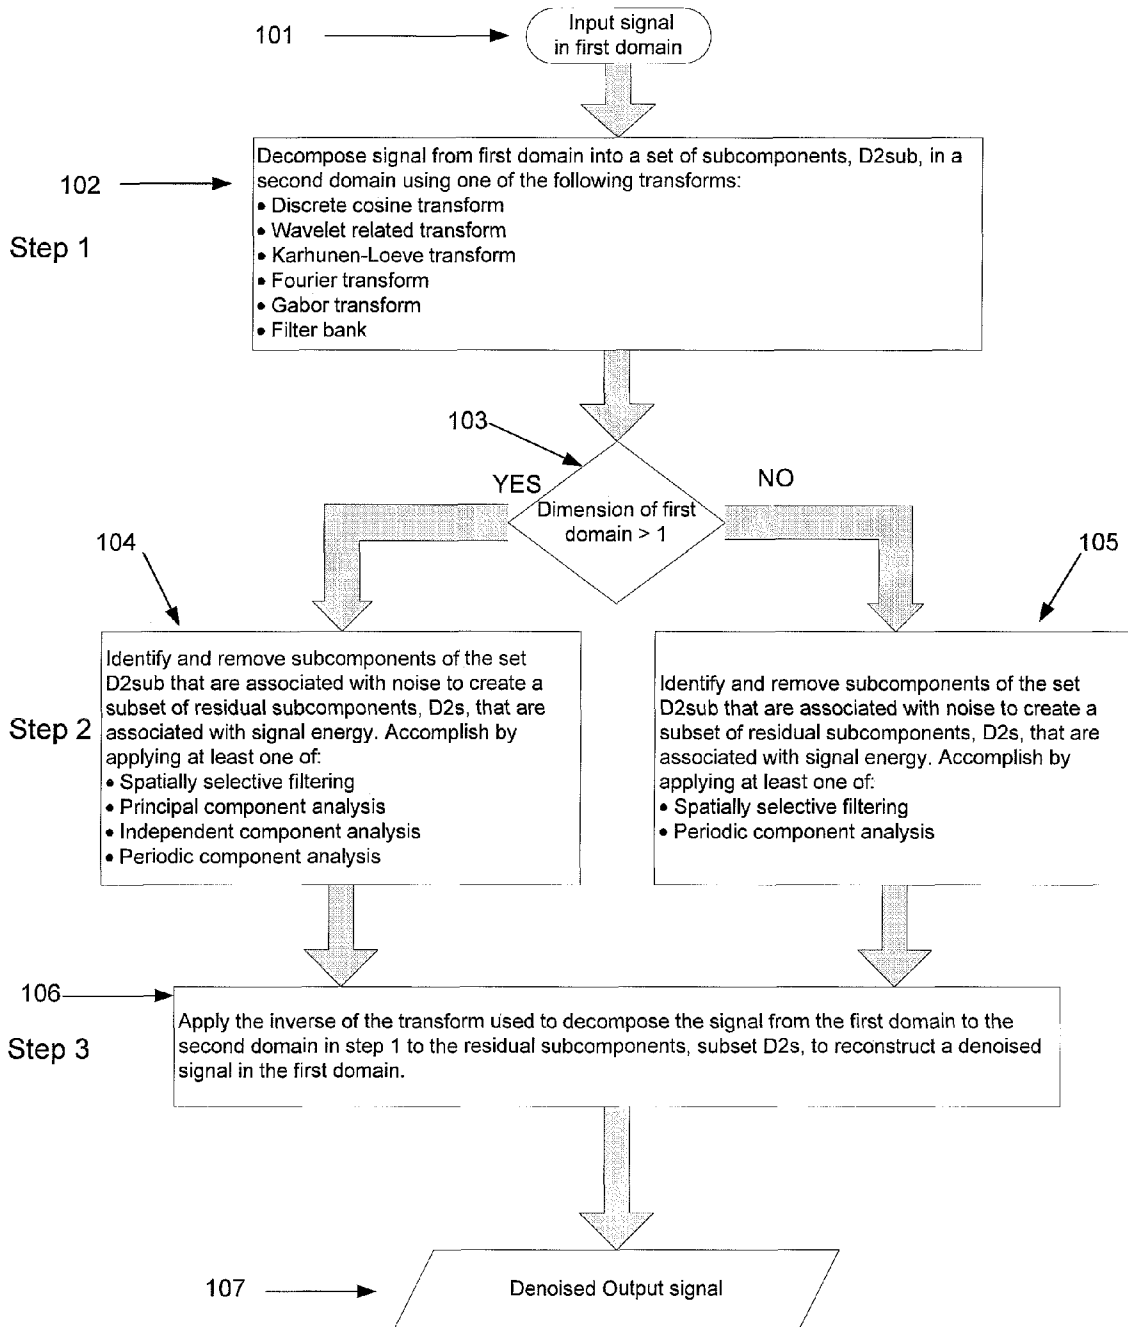 101
Input signal
in first domain
102
Step 1
Decompose signal from first domain into a set of subcomponents, D2sub, in a
second domain using one of the following transforms:
• Discrete cosine transform
• Wavelet related transform
• Karhunen-Loeve transform
• Fourier transform
• Gabor transform
• Filter bank
103
YES
NO
Dimension of first
domain > 1
104
105
Step 2
Identify and remove subcomponents of the set
D2sub that are associated with noise to create a
subset of residual subcomponents, D2s, that are
associated with signal energy. Accomplish by
applying at least one of:
• Spatially selective filtering
• Principal component analysis
• Independent component analysis
• Periodic component analysis
Identify and remove subcomponents of the set
D2sub that are associated with noise to create a
subset of residual subcomponents, D2s, that are
associated with signal energy. Accomplish by
applying at least one of:
• Spatially selective filtering
• Periodic component analysis
106
Step 3
Apply the inverse of the transform used to decompose the signal from the first domain to the
second domain in step 1 to the residual subcomponents, subset D2s, to reconstruct a denoised
signal in the first domain.
107
Denoised Output signal